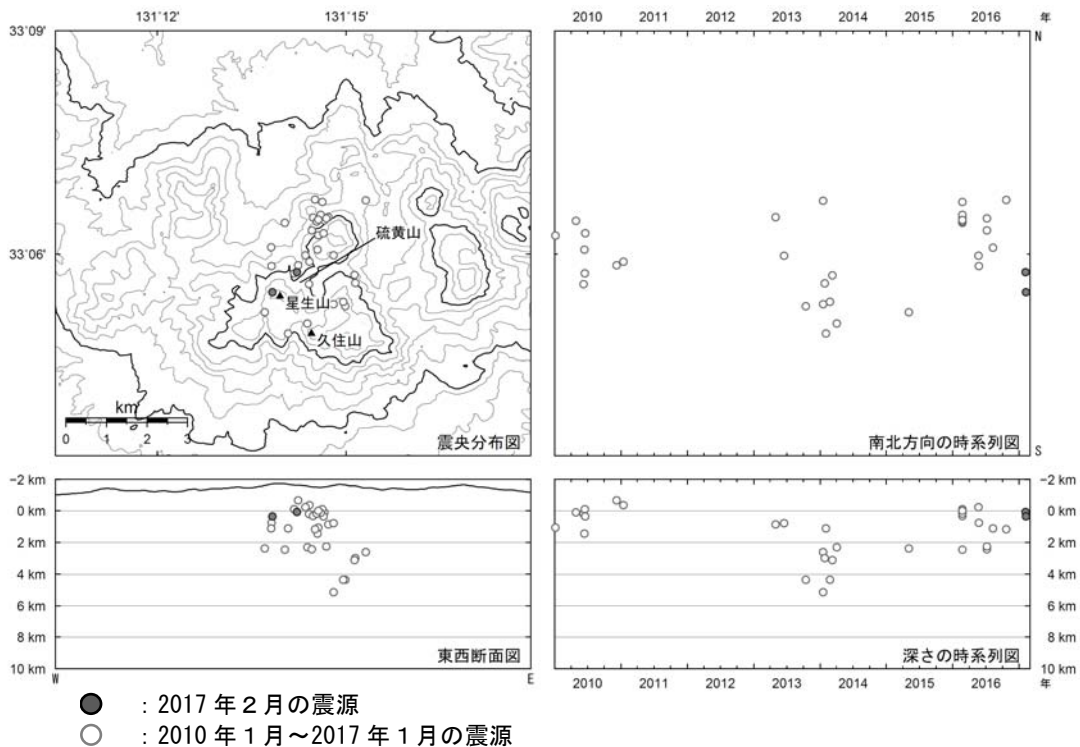 131°12' 131°15'
2010 2011 2012 2013 2014 2015 2016 年
33°09'
N
硫黄山
33°06'
星生山
久住山
km
0 1 2 3
震央分布図
南北方向の時系列図
S
-2 km
0 km
2 km
4 km
6 km
8 km
10 km
東西断面図
W
E
-2 km
0 km
2 km
4 km
6 km
8 km
10 km
深さの時系列図
2010 2011 2012 2013 2014 2015 2016 年
：2017 年２月の震源
：2010 年１月～2017 年１月の震源